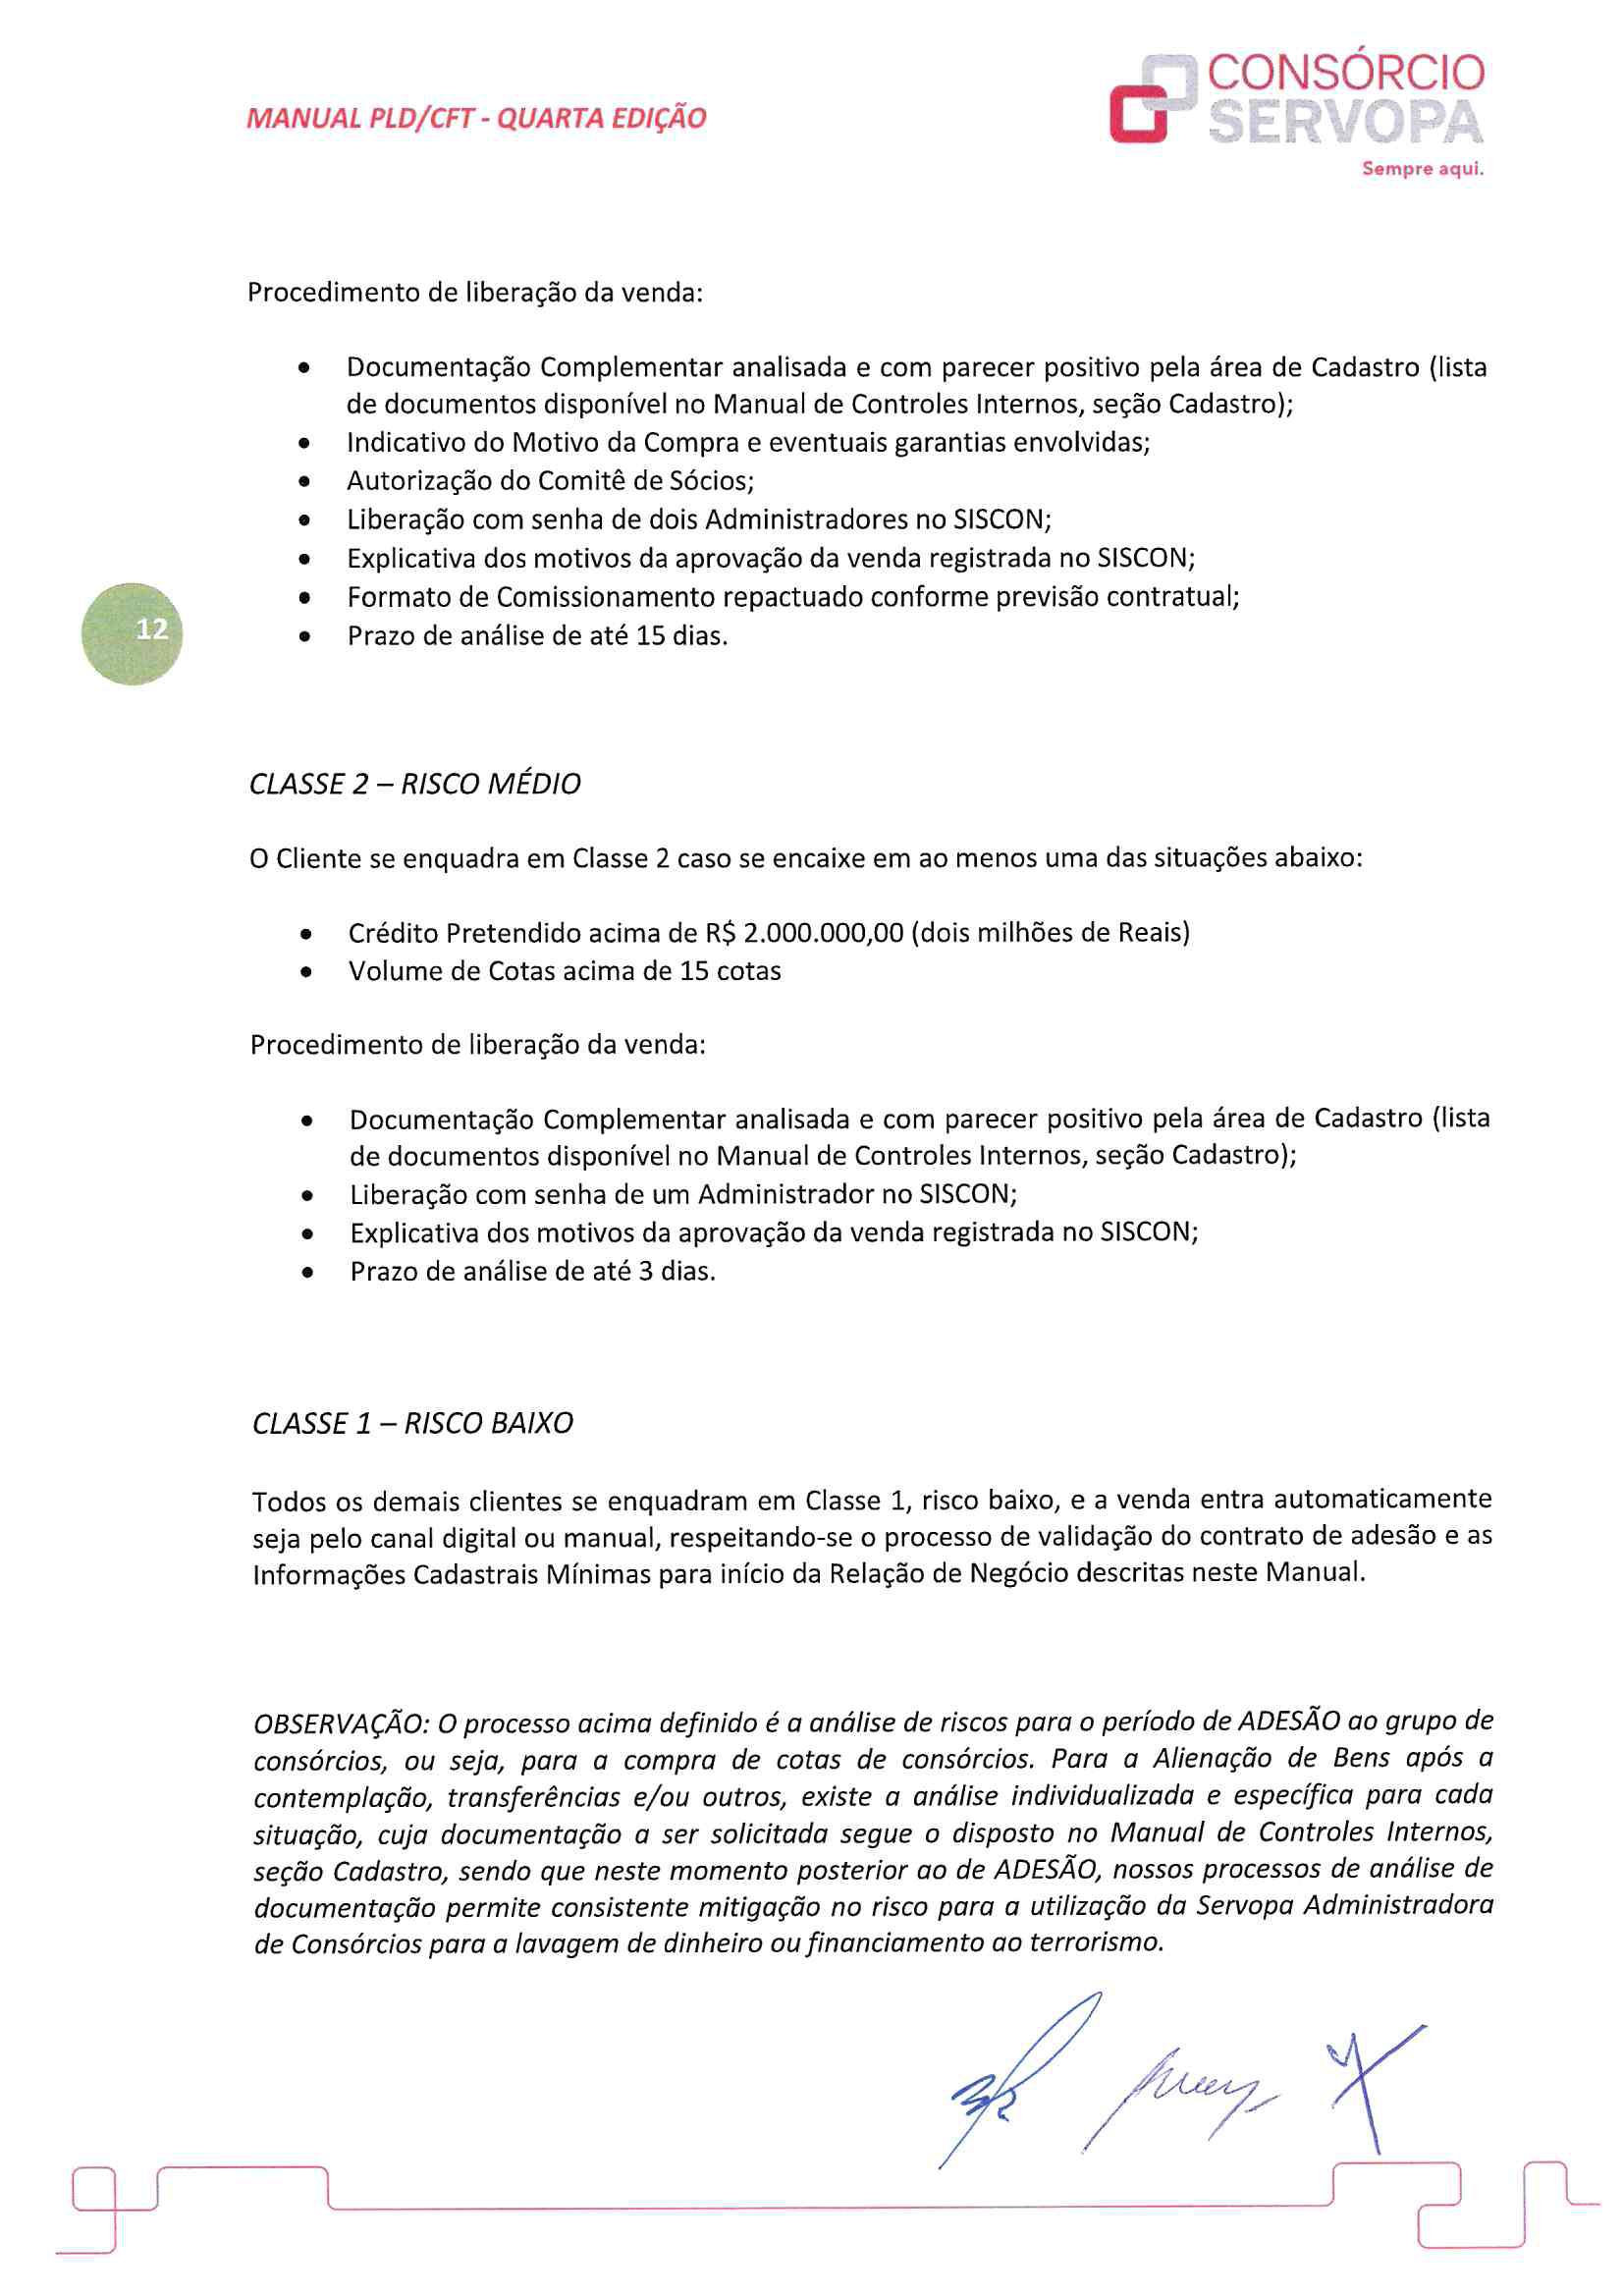 MANUAL PLD/CFT - QUARTA EDIÇÃO
CONSÓRCIO
SERVOPA
Sempre aqui.
Procedimento de liberação da venda:
• Documentação Complementar analisada e com parecer positivo pela área de Cadastro (lista
de documentos disponível no Manual de Controles Internos, seção Cadastro);
• Indicativo do Motivo da Compra e eventuais garantias envolvidas;
• Autorização do Comitê de Sócios;
• Liberação com senha de dois Administradores no SISCON;
• Explicativa dos motivos da aprovação da venda registrada no SISCON;
• Formato de Comissionamento repactuado conforme previsão contratual;
12
• Prazo de análise de até 15 dias.
CLASSE 2 – RISCO MÉDIO
O Cliente se enquadra em Classe 2 caso se encaixe em ao menos uma das situações abaixo:
• Crédito Pretendido acima de R$ 2.000.000,00 (dois milhões de Reais)
• Volume de Cotas acima de 15 cotas
Procedimento de liberação da venda:
• Documentação Complementar analisada e com parecer positivo pela área de Cadastro (lista
de documentos disponível no Manual de Controles Internos, seção Cadastro);
• Liberação com senha de um Administrador no SISCON;
• Explicativa dos motivos da aprovação da venda registrada no SISCON;
• Prazo de análise de até 3 dias.
CLASSE 1 – RISCO BAIXO
Todos os demais clientes se enquadram em Classe 1, risco baixo, e a venda entra automaticamente
seja pelo canal digital ou manual, respeitando-se o processo de validação do contrato de adesão e as
Informações Cadastrais Mínimas para início da Relação de Negócio descritas neste Manual.
OBSERVAÇÃO: O processo acima definido é a análise de riscos para o período de ADESÃO ao grupo de
consórcios, ou seja, para a compra de cotas de consórcios. Para a Alienação de Bens após a
contemplação, transferências e/ou outros, existe a análise individualizada e específica para cada
situação, cuja documentação a ser solicitada segue o disposto no Manual de Controles Internos,
seção Cadastro, sendo que neste momento posterior ao de ADESÃO, nossos processos de análise de
documentação permite consistente mitigação no risco para a utilização da Servopa Administradora
de Consórcios para a lavagem de dinheiro ou financiamento ao terrorismo.